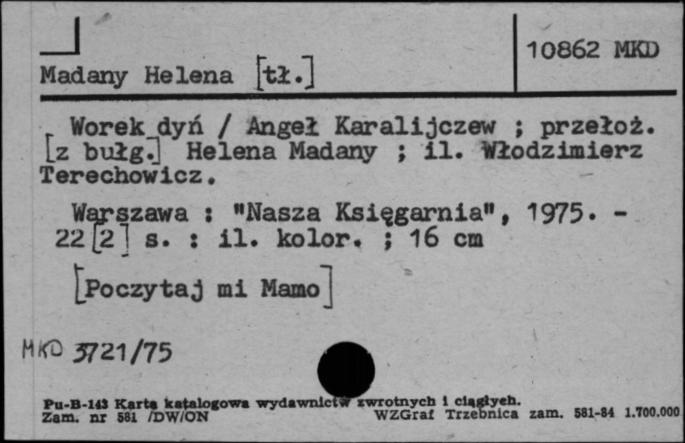 10862 MKD
Madany Helena [tł.]
Worek dyń / Angeł Karalijczew ; przełoż.
[z bułg.] Helena Madany ; il. Włodzimierz
Terechowicz.
Warszawa : "Nasza Księgarnia", 1975. -
22 [2] s. : il. kolor. ; 16 cm
[Poczytaj mi Mamo]
MKD 3721/75
Pu-B-143 Karta katalogowa wydawnictw zwrotnych i ciągłych.
Zam. nr 581 /DW/ON WZGraf Trzebnica zam. 581-84 1.700.000